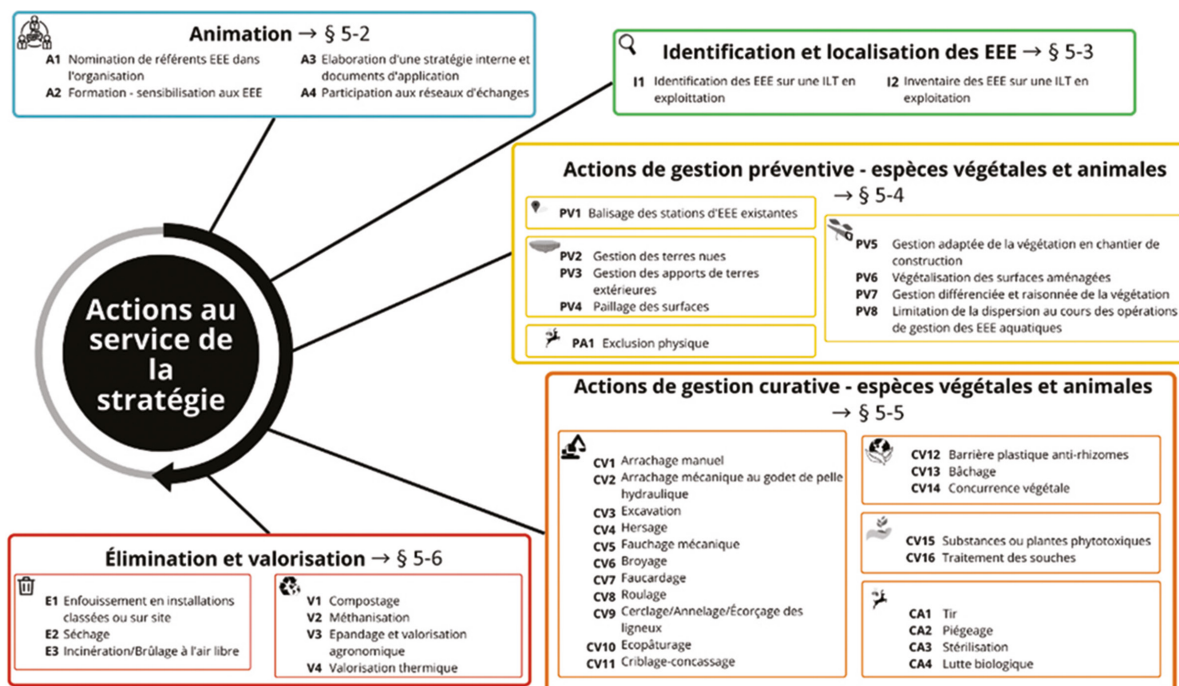 Animation → § 5-2
A1 Nomination de référents EEE dans
l'organisation
A2 Formation - sensibilisation aux EEE
A3 Elaboration d'une stratégie interne et
documents d'application
A4 Participation aux réseaux d'échanges
Identification et localisation des EEE → § 5-3
I1 Identification des EEE sur une ILT en
exploittation
I2 Inventaire des EEE sur une ILT en
exploitation
Actions de gestion préventive - espèces végétales et animales
→ § 5-4
PV1 Balisage des stations d'EEE existantes
PV2 Gestion des terres nues
PV3 Gestion des apports de terres
extérieures
PV4 Paillage des surfaces
PA1 Exclusion physique
PV5 Gestion adaptée de la végétation en chantier de
construction
PV6 Végétalisation des surfaces aménagées
PV7 Gestion différenciée et raisonnée de la végétation
PV8 Limitation de la dispersion au cours des opérations
de gestion des EEE aquatiques
Actions au
service de
la
stratégie
Actions de gestion curative - espèces végétales et animales
→ § 5-5
CV1 Arrachage manuel
CV2 Arrachage mécanique au godet de pelle
hydraulique
CV3 Excavation
CV4 Hersage
CV5 Fauchage mécanique
CV6 Broyage
CV7 Faucardage
CV8 Roulage
CV9 Cerclage/Annelage/Écorçage des
ligneux
CV10 Ecopâturage
CV11 Criblage-concassage
CV12 Barrière plastique anti-rhizomes
CV13 Bâchage
CV14 Concurrence végétale
CV15 Substances ou plantes phytotoxiques
CV16 Traitement des souches
CA1 Tir
CA2 Piégeage
CA3 Stérilisation
CA4 Lutte biologique
Élimination et valorisation → § 5-6
E1 Enfouissement en installations
classées ou sur site
E2 Séchage
E3 Incinération/Brûlage à l'air libre
V1 Compostage
V2 Méthanisation
V3 Epandage et valorisation
agronomique
V4 Valorisation thermique